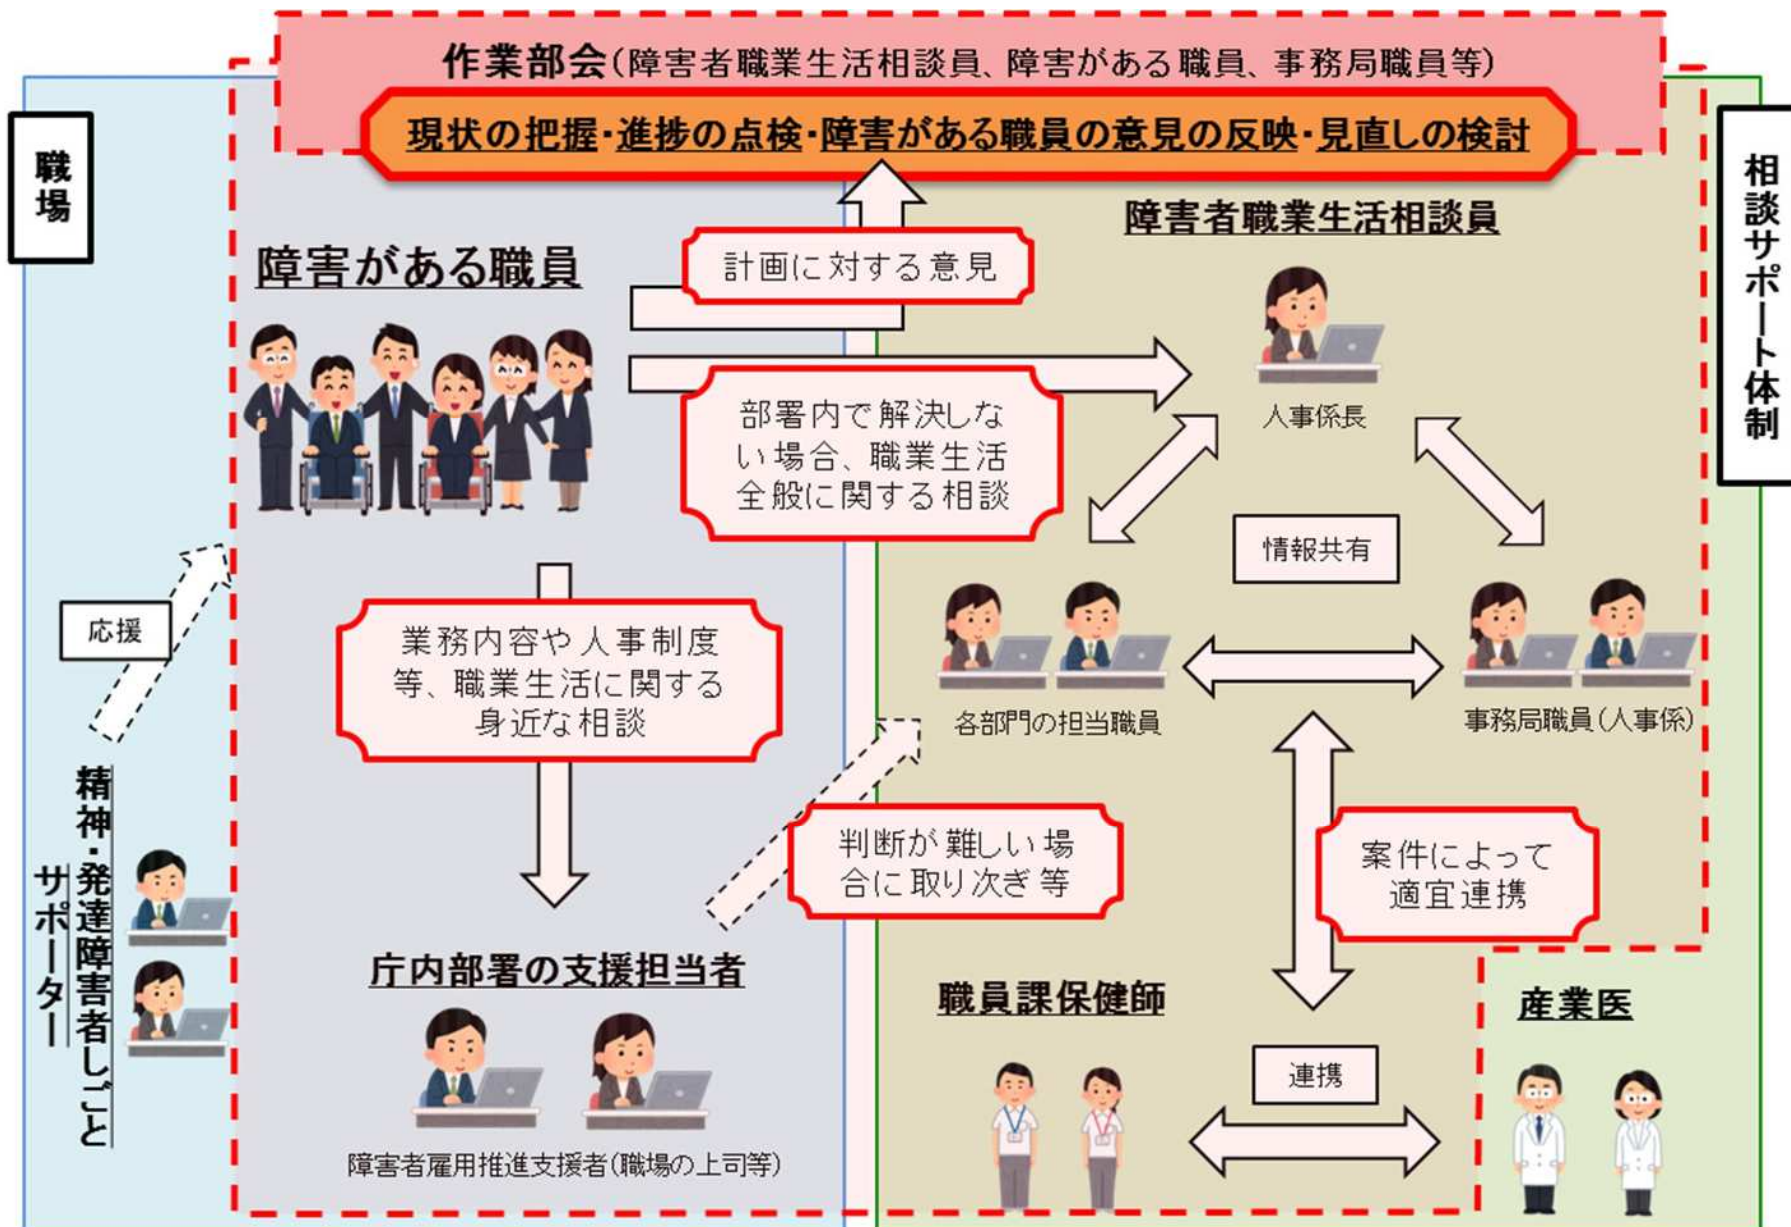 作業部会(障害者職業生活相談員、障害がある職員、事務局職員等)
現状の把握・進捗の点検・障害がある職員の意見の反映・見直しの検討
職場
相談サポート体制
障害がある職員
計画に対する意見
障害者職業生活相談員
人事係長
部署内で解決しな
い場合、職業生活
全般に関する相談
情報共有
応援
業務内容や人事制度
等、職業生活に関する
身近な相談
各部門の担当職員
事務局職員(人事係)
精神・発達障害者しごと
サポーター
判断が難しい場
合に取り次ぎ等
案件によって
適宜連携
庁内部署の支援担当者
障害者雇用推進支援者(職場の上司等)
職員課保健師
連携
産業医